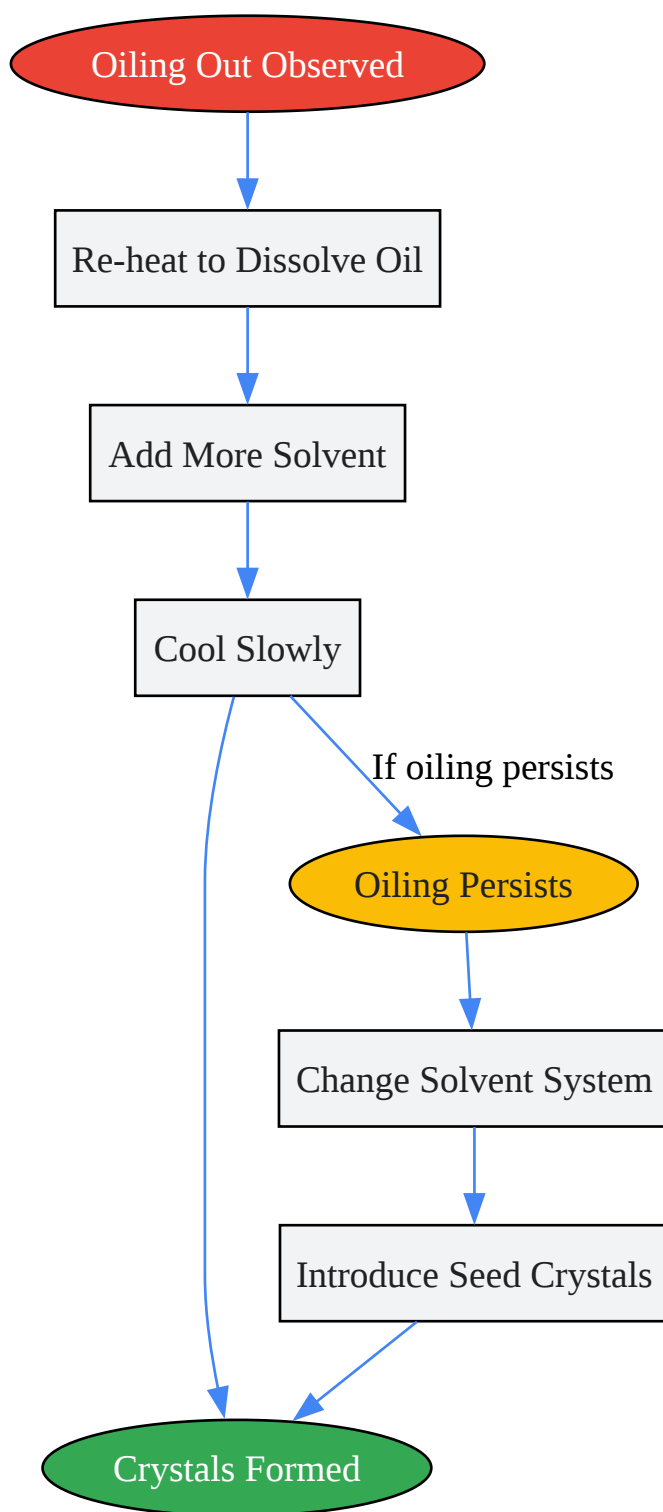 Oiling Out Observed
Re-heat to Dissolve Oil
Add More Solvent
Cool Slowly
If oiling persists
Oiling Persists
Change Solvent System
Introduce Seed Crystals
Crystals Formed